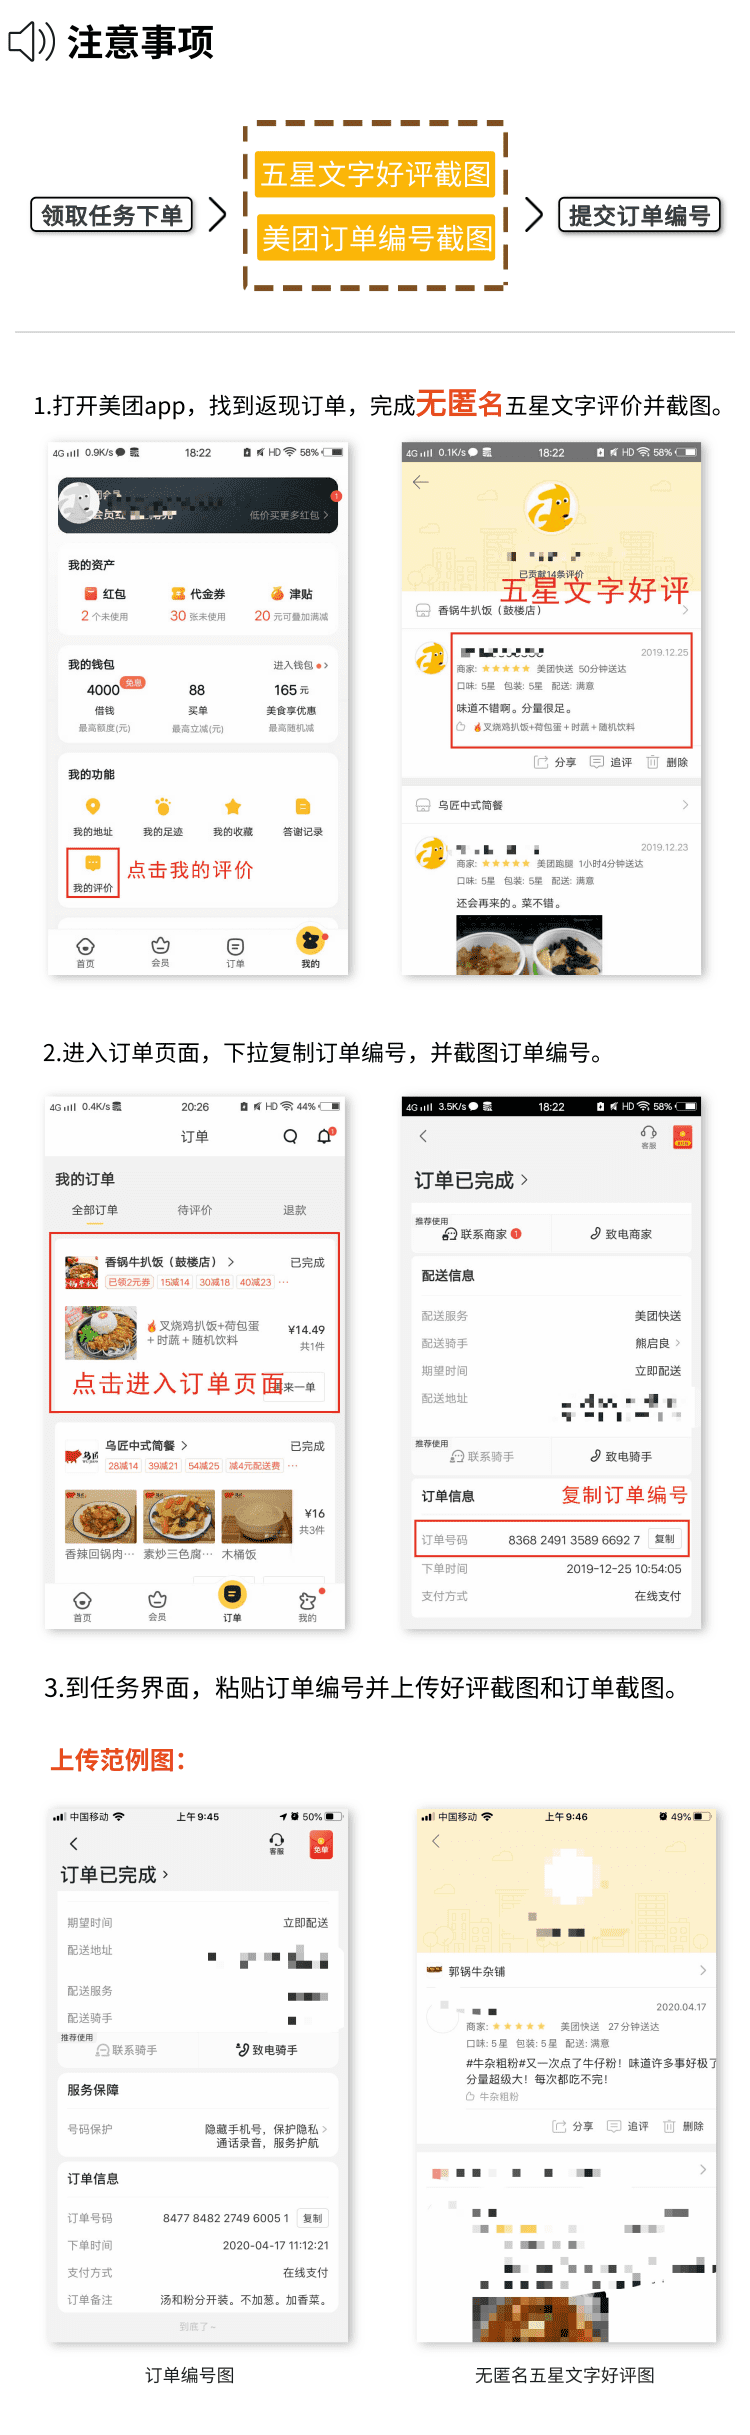 注意事项
领取任务下单
五星文字好评截图
美团订单编号截图
提交订单编号
1.打开美团app，找到返现订单，完成无匿名五星文字评价并截图。
4G 0.9K/s 18:22 HD 58%
低价买更多红包 >
1
我的资产
红包 代金券 津贴
2 个未使用 30 张未使用 20 元可叠加满减
我的钱包 进入钱包 >
4000 免息 88 165 元
借钱 买单 美食享优惠
最高额度(元) 最高立减(元) 最高随机减
我的功能
我的地址 我的足迹 我的收藏 答谢记录
我的评价
点击我的评价
首页 会员 订单 我的
4G 0.1K/s 18:22 HD 58%
已贡献14条评价
五星文字好评
香锅牛扒饭（鼓楼店）
2019.12.25
商家: ★★★★★ 美团快送 50分钟送达
口味: 5星 包装: 5星 配送: 满意
味道不错啊。分量很足。
叉烧鸡扒饭+荷包蛋＋时蔬＋随机饮料
分享 追评 删除
乌匠中式简餐
2019.12.23
商家: ★★★★★ 美团跑腿 1小时4分钟送达
口味: 5星 包装: 5星 配送: 满意
还会再来的。菜不错。
2.进入订单页面，下拉复制订单编号，并截图订单编号。
4G 0.4K/s 20:26 HD 44%
订单
1
我的订单
全部订单 待评价 退款
香锅牛扒饭（鼓楼店） > 已完成
已领2元券 15减14 30减18 40减23 ···
叉烧鸡扒饭+荷包蛋
＋时蔬＋随机饮料
¥14.49
共1件
点击进入订单页面
来一单
乌匠中式简餐 > 已完成
28减14 39减21 54减25 减4元配送费 ···
¥16
共3件
香辣回锅肉··· 素炒三色腐··· 木桶饭
首页 会员 订单 我的
4G 3.5K/s 18:22 HD 58%
客服
订单已完成 >
推荐使用
联系商家 1 致电商家
配送信息
配送服务 美团快送
配送骑手 熊启良 >
期望时间 立即配送
配送地址
推荐使用
联系骑手 致电骑手
订单信息
复制订单编号
订单号码 8368 2491 3589 6692 7 复制
下单时间 2019-12-25 10:54:05
支付方式 在线支付
3.到任务界面，粘贴订单编号并上传好评截图和订单截图。
上传范例图：
中国移动 上午9:45 50%
客服 免单
订单已完成 >
期望时间 立即配送
配送地址
配送服务
配送骑手
推荐使用
联系骑手 致电骑手
服务保障
号码保护 隐藏手机号，保护隐私 >
通话录音，服务护航
订单信息
订单号码 8477 8482 2749 6005 1 复制
下单时间 2020-04-17 11:12:21
支付方式 在线支付
订单备注 汤和粉分开装。不加葱。加香菜。
到底了~
订单编号图
中国移动 上午9:46 49%
郭锅牛杂铺
2020.04.17
商家: ★★★★★ 美团快送 27分钟送达
口味: 5星 包装: 5星 配送: 满意
#牛杂粗粉#又一次点了牛仔粉！味道许多事好极了
分量超级大！每次都吃不完！
牛杂粗粉
分享 追评 删除
无匿名五星文字好评图